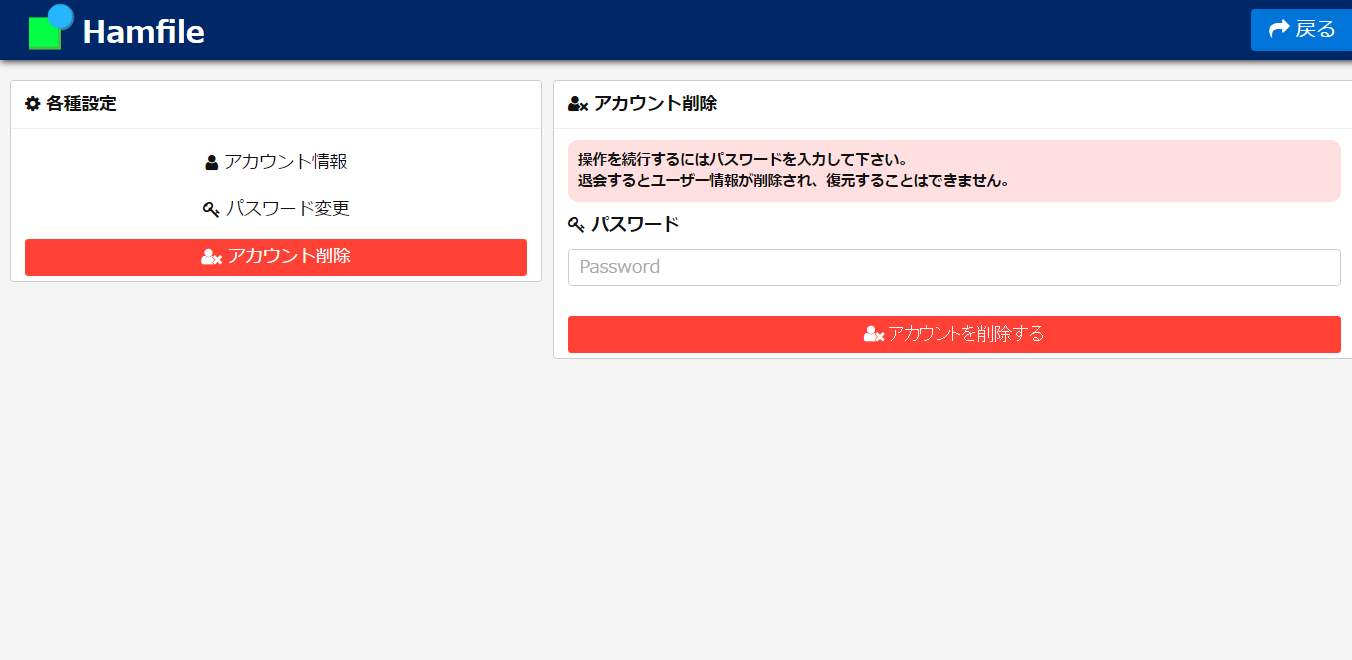 Hamfile
戻る
各種設定
アカウント情報
パスワード変更
アカウント削除
アカウント削除
操作を続行するにはパスワードを入力して下さい。
退会するとユーザー情報が削除され、復元することはできません。
パスワード
Password
アカウントを削除する